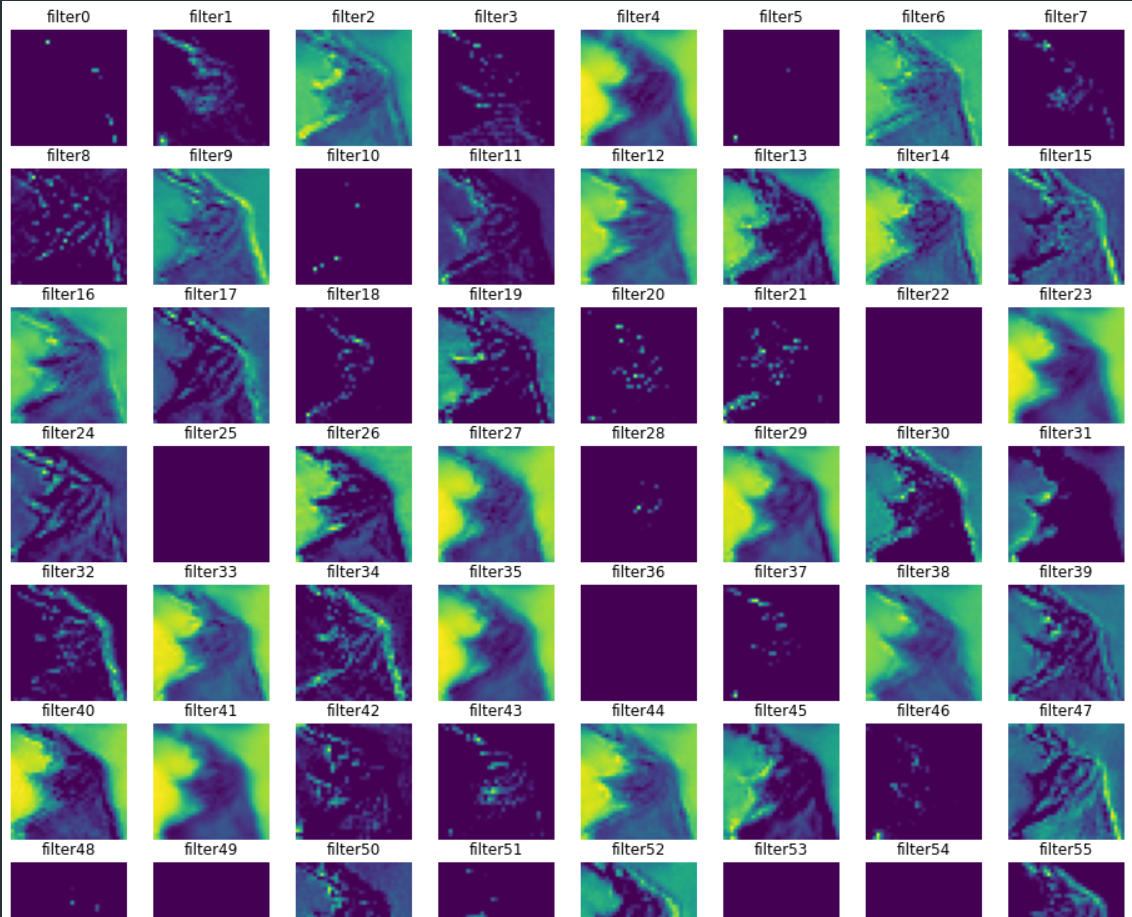 filter0 filter1 filter2 filter3 filter4 filter5 filter6 filter7
filter8 filter9 filter10 filter11 filter12 filter13 filter14 filter15
filter16 filter17 filter18 filter19 filter20 filter21 filter22 filter23
filter24 filter25 filter26 filter27 filter28 filter29 filter30 filter31
filter32 filter33 filter34 filter35 filter36 filter37 filter38 filter39
filter40 filter41 filter42 filter43 filter44 filter45 filter46 filter47
filter48 filter49 filter50 filter51 filter52 filter53 filter54 filter55